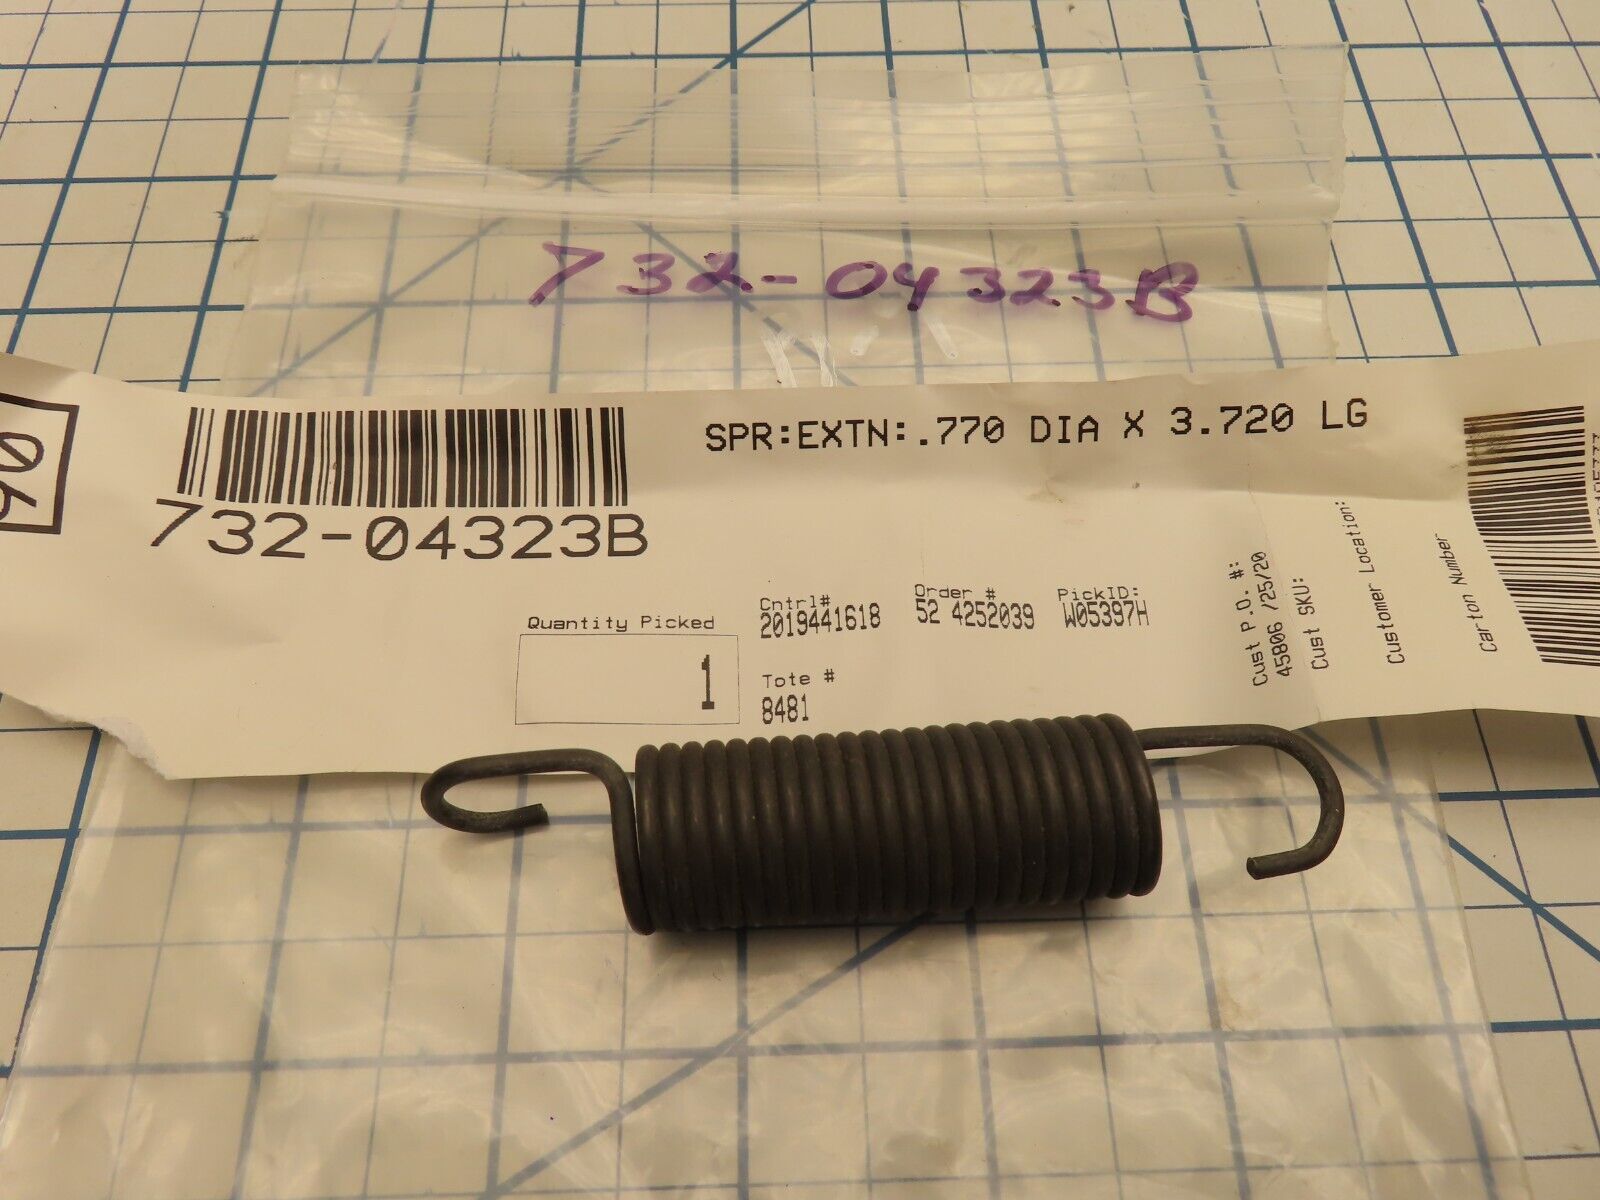 732-04323B
90
SPR:EXTN:.770 DIA X 3.720 LG
732-04323B
Quantity Picked
1
Cntrl#
2019441618
Order #
52 4252039
PickID:
W05397H
Tote #
8481
Cust P.O. #:
45806 /25/20
Cust SKU:
Customer Location:
Carton Number